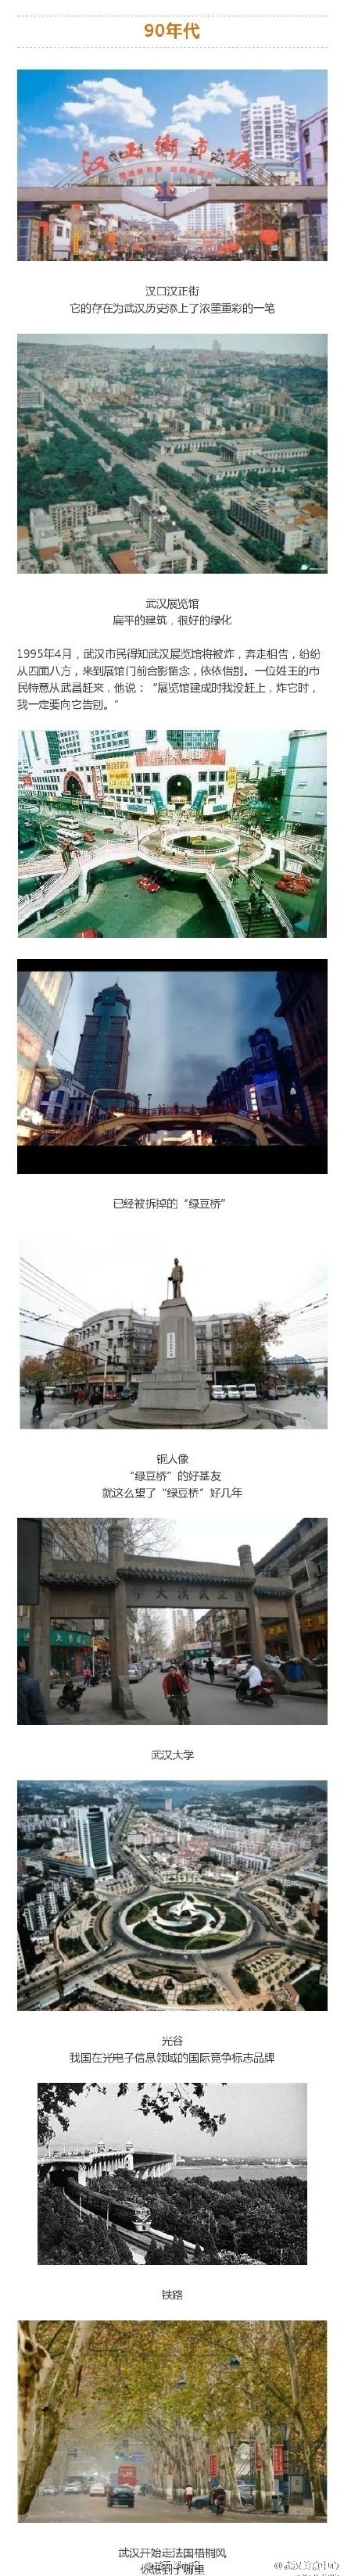 90年代
汉正街市场
汉口汉正街
它的存在为武汉历史添上了浓墨重彩的一笔
武汉展览馆
扁平的建筑，很好的绿化
1995年4月，武汉市民得知武汉展览馆将被炸，奔走相告，纷纷
从四面八方，来到展馆门前合影留念，依依惜别。一位姓王的市
民特意从武昌赶来，他说：“展览馆建成时我没赶上，炸它时，
我一定要向它告别。”
已经被拆掉的“绿豆桥”
铜人像
“绿豆桥”的好基友
就这么望了“绿豆桥”好几年
學大漢武立國
武汉大学
光谷
我国在光电子信息领域的国际竞争标志品牌
铁路
武汉开始走法国梧桐风